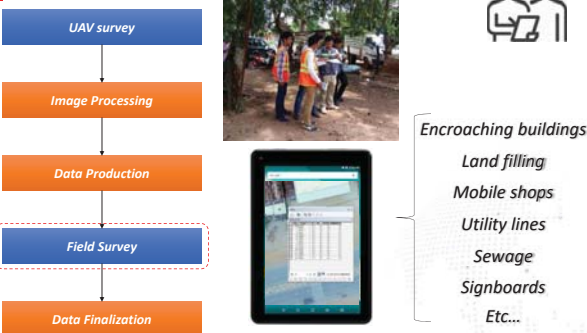 UAV survey
Image Processing
Data Production
Field Survey
Data Finalization
Encroaching buildings
Land filling
Mobile shops
Utility lines
Sewage
Signboards
Etc...